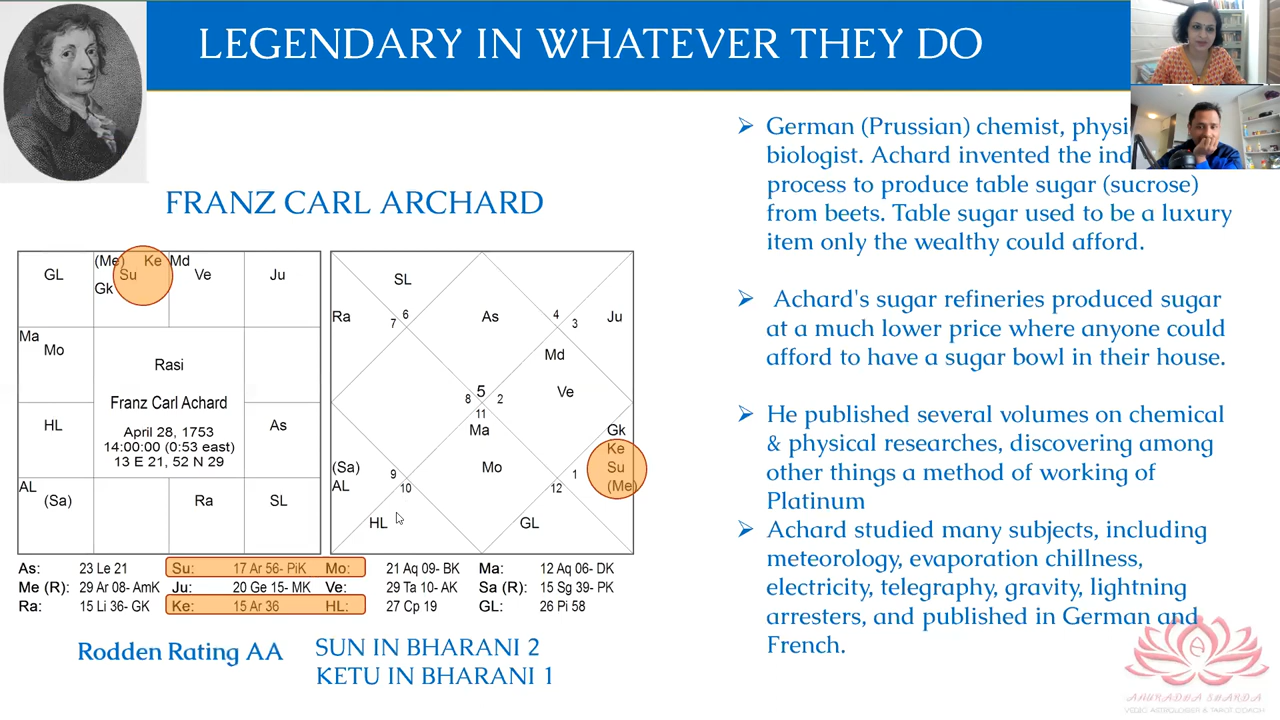 LEGENDARY IN WHATEVER THEY DO
FRANZ CARL ARCHARD
GL
(Me) Ke Md
Su Ve Ju
Gk
Ma
Mo
Rasi
Franz Carl Achard
HL April 28, 1753 As
14:00:00 (0:53 east)
13 E 21, 52 N 29
AL
(Sa) Ra SL
SL
Ra 7 6 As 4 3 Ju
Md
5 Ve
8 2
11
Ma Gk
Ke
(Sa) 9 Mo 1 Su
AL 10 12 (Me)
HL GL
As: 23 Le 21 Su: 17 Ar 56- PiK Mo: 21 Aq 09- BK Ma: 12 Aq 06- DK
Me (R): 29 Ar 08- AmK Ju: 20 Ge 15- MK Ve: 29 Ta 10- AK Sa (R): 15 Sg 39- PK
Ra: 15 Li 36- GK Ke: 15 Ar 36 HL: 27 Cp 19 GL: 26 Pi 58
Rodden Rating AA
SUN IN BHARANI 2
KETU IN BHARANI 1
➢ German (Prussian) chemist,
biologist. Achard invented the
process to produce table sugar (sucrose)
from beets. Table sugar used to be a luxury
item only the wealthy could afford.
➢ Achard's sugar refineries produced sugar
at a much lower price where anyone could
afford to have a sugar bowl in their house.
➢ He published several volumes on chemical
& physical researches, discovering among
other things a method of working of
Platinum
➢ Achard studied many subjects, including
meteorology, evaporation chillness,
electricity, telegraphy, gravity, lightning
arresters, and published in German and
French.
ANURADHA SHARDA
VEDIC ASTROLOGER & TAROT COACH